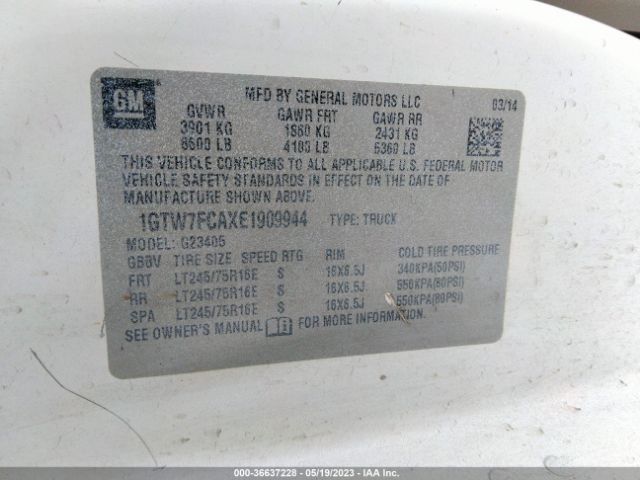 GM
MFD BY GENERAL MOTORS LLC 03/14
GVWR GAWR FRT GAWR RR
3901 KG 1860 KG 2431 KG
8600 LB 4100 LB 5360 LB
THIS VEHICLE CONFORMS TO ALL APPLICABLE U.S. FEDERAL MOTOR
VEHICLE SAFETY STANDARDS IN EFFECT ON THE DATE OF
MANUFACTURE SHOWN ABOVE.
1GTW7FCAXE1909944 TYPE: TRUCK
MODEL: G23405
GBBV TIRE SIZE SPEED RTG RIM COLD TIRE PRESSURE
FRT LT245/75R16E S 16X6.5J 340KPA(50PSI)
RR LT245/75R16E S 16X6.5J 550KPA(80PSI)
SPA LT245/75R16E S 16X6.5J 550KPA(80PSI)
SEE OWNER'S MANUAL FOR MORE INFORMATION.
000-36637228 - 05/19/2023 - IAA Inc.